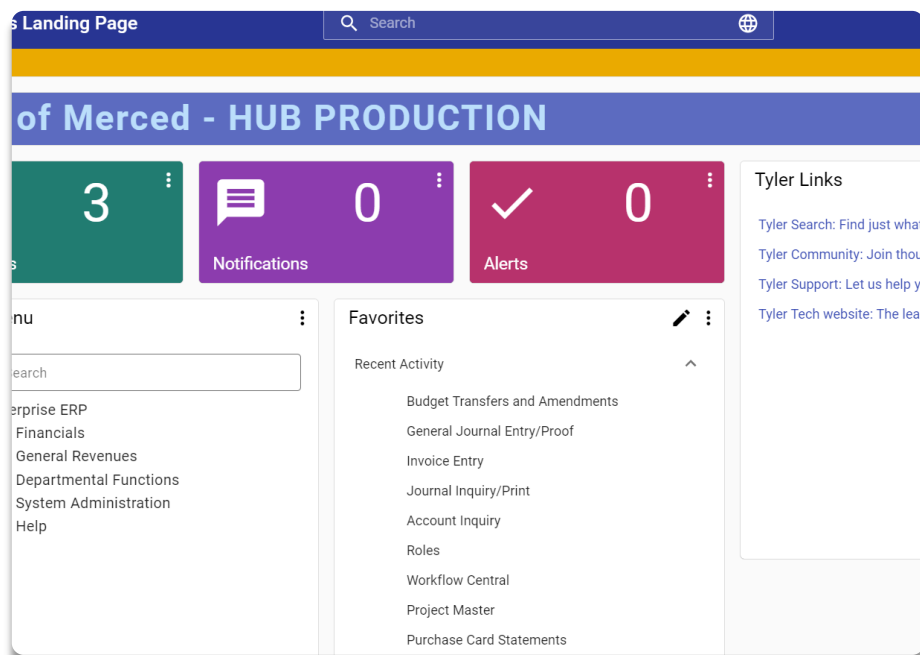 s Landing Page
Search
of Merced - HUB PRODUCTION
3
s
0
Notifications
0
Alerts
Tyler Links
Tyler Search: Find just what
Tyler Community: Join thou
Tyler Support: Let us help y
Tyler Tech website: The lea
nu
earch
erprise ERP
Financials
General Revenues
Departmental Functions
System Administration
Help
Favorites
Recent Activity
Budget Transfers and Amendments
General Journal Entry/Proof
Invoice Entry
Journal Inquiry/Print
Account Inquiry
Roles
Workflow Central
Project Master
Purchase Card Statements